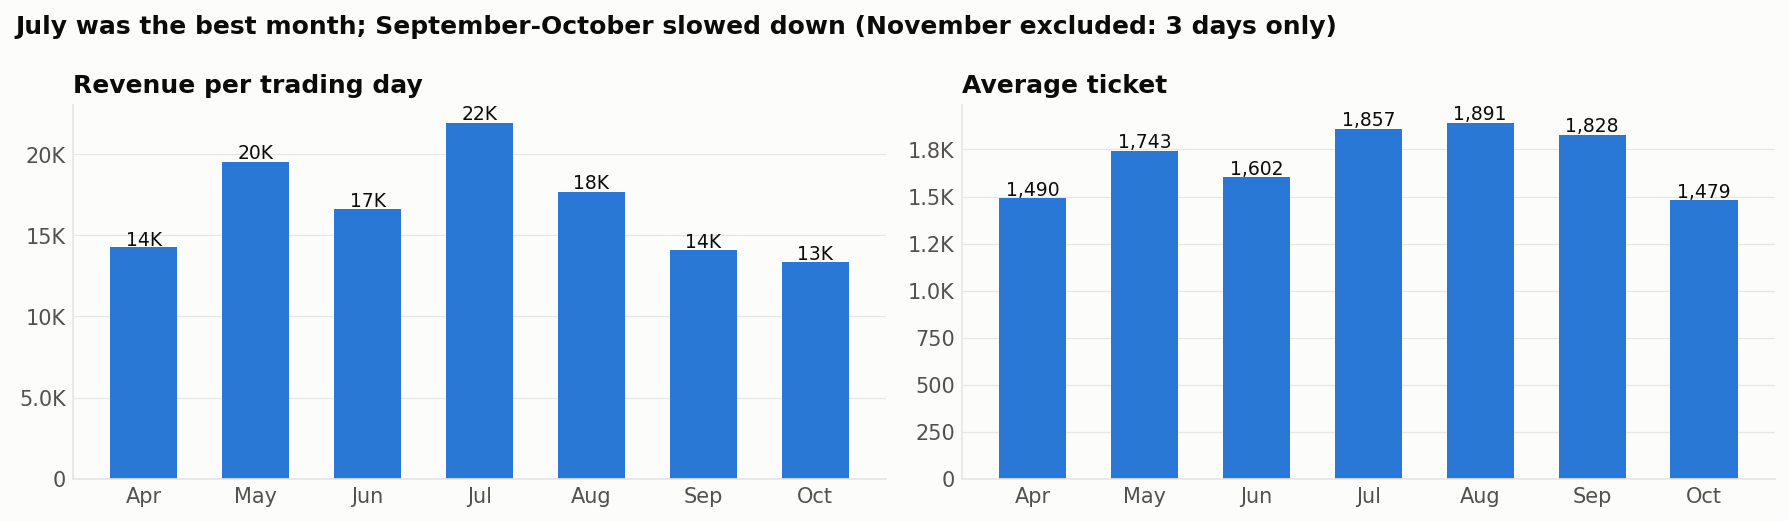 July was the best month; September-October slowed down (November excluded: 3 days only)
Revenue per trading day
22K
20K
20K
18K
17K
15K
14K
14K
13K
10K
5.0K
0
Apr May Jun Jul Aug Sep Oct
Average ticket
1,891
1,857
1,828
1.8K
1,743
1,602
1.5K
1,490
1,479
1.2K
1.0K
750
500
250
0
Apr May Jun Jul Aug Sep Oct